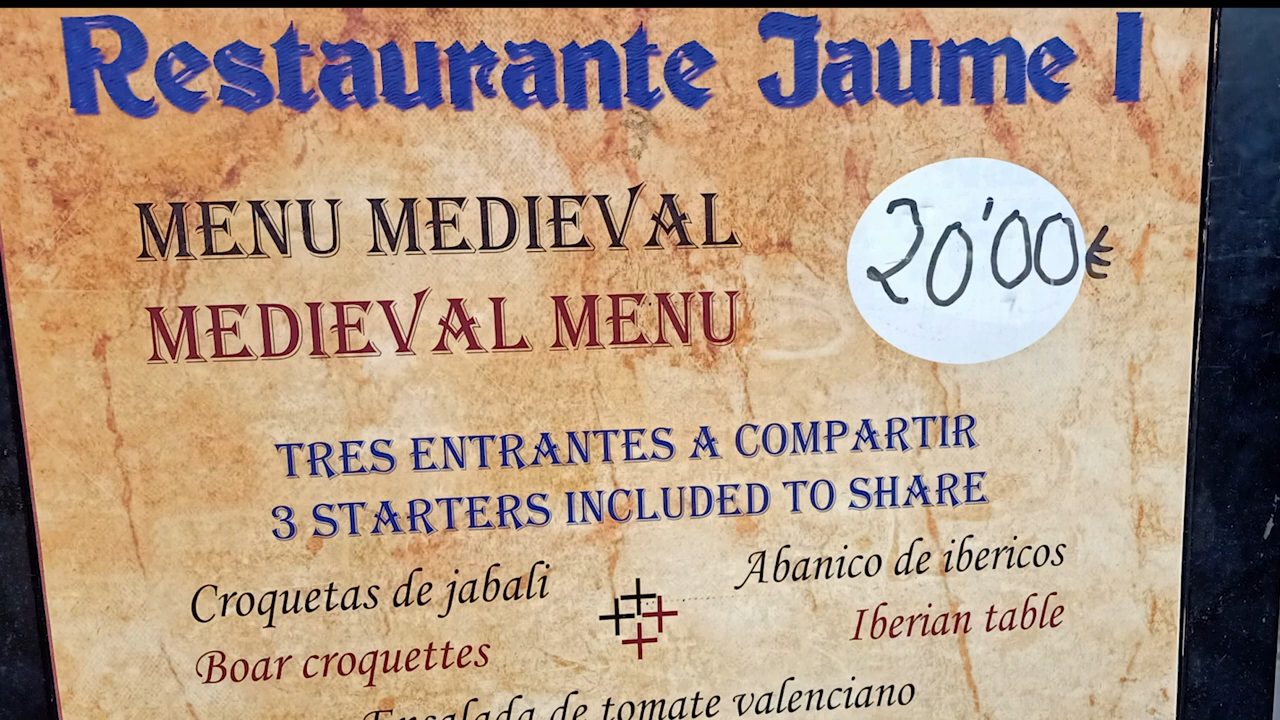 Restaurante Jaume I
MENU MEDIEVAL
20'00€
MEDIEVAL MENU
TRES ENTRANTES A COMPARTIR
3 STARTERS INCLUDED TO SHARE
Croquetas de jabali
Abanico de ibericos
Boar croquettes
Iberian table
Ensalada de tomate valenciano